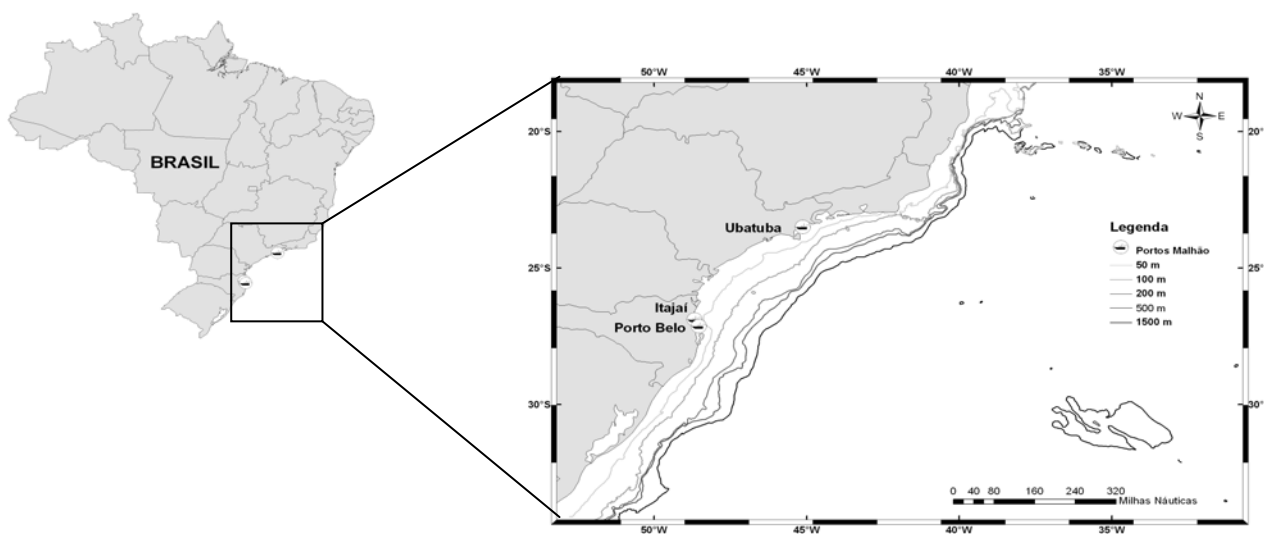 BRASIL
50°W 45°W 40°W 35°W
N
W E
S
20°S 20°
Ubatuba
Legenda
Portos Malhão
50 m
100 m
200 m
500 m
1500 m
25°S 25°
Itajaí
Porto Belo
30°S 30°
0 40 80 160 240 320
Milhas Náuticas
50°W 45°W 40°W 35°W